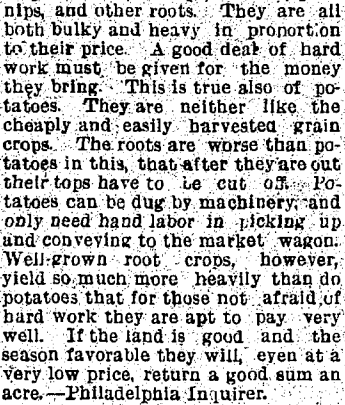 nips, and other roots. They are all
both bulky and heavy in proportion
to their price. A good deal of hard
work must be given for the money
they bring. This is true also of po-
tatoes. They are neither like the
cheaply and easily harvested grain
crops. The roots are worse than po-
tatoes in this, that after they are out
their tops have to be cut off. Po-
tatoes can be dug by machinery, and
only need hand labor in picking up
and conveying to the market wagon.
Well-grown root crops, however,
yield so much more heavily than do
potatoes that for those not afraid of
hard work they are apt to pay very
well. If the land is good and the
season favorable they will, even at a
very low price, return a good sum an
acre.—Philadelphia Inquirer.